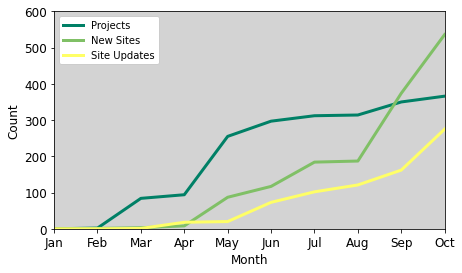 600
500
400
300
200
100
0
Count
Projects
New Sites
Site Updates
Jan Feb Mar Apr May Jun Jul Aug Sep Oct
Month